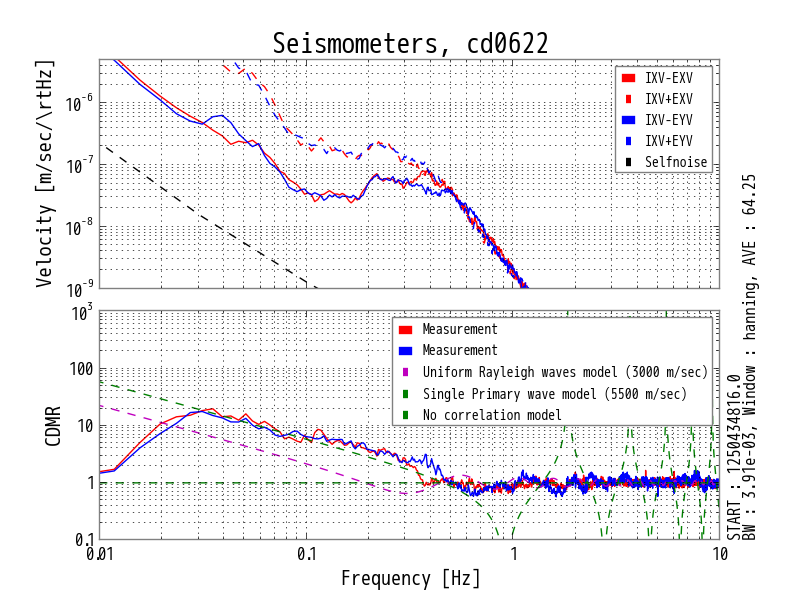 Seismometers, cd0622
Velocity [m/sec/\rtHz]
10^-6
10^-7
10^-8
10^-9
IXV-EXV
IXV+EXV
IXV-EYV
IXV+EYV
Selfnoise
CDMR
10^3
100
10
1
0.1
Measurement
Measurement
Uniform Rayleigh waves model (3000 m/sec)
Single Primary wave model (5500 m/sec)
No correlation model
0.01
0.1
1
10
Frequency [Hz]
START : 1250434816.0
BW : 3.91e-03, Window : hanning, AVE : 64.25